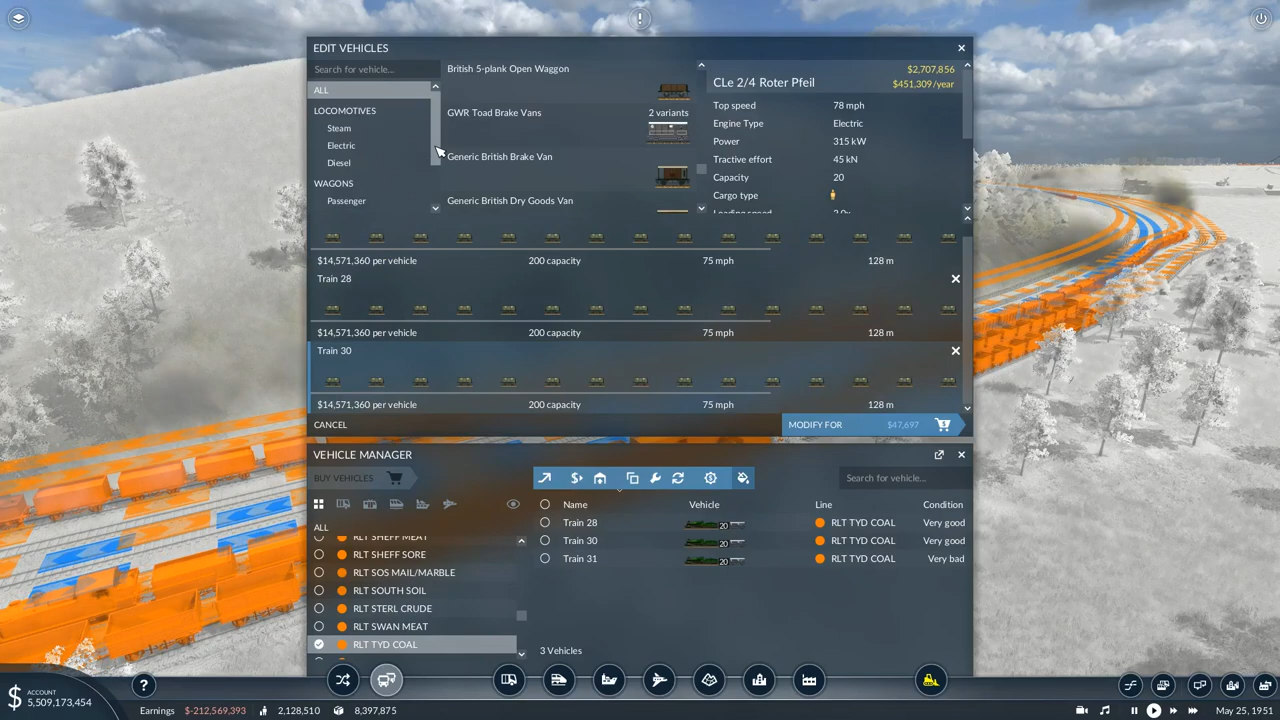 EDIT VEHICLES
Search for vehicle...
ALL
LOCOMOTIVES
Steam
Electric
Diesel
WAGONS
Passenger
British 5-plank Open Waggon
GWR Toad Brake Vans
2 variants
Generic British Brake Van
Generic British Dry Goods Van
CLe 2/4 Roter Pfeil
$2,707,856
$451,309/year
Top speed 78 mph
Engine Type Electric
Power 315 kW
Tractive effort 45 kN
Capacity 20
Cargo type
Loading speed 2.0x
$14,571,360 per vehicle 200 capacity 75 mph 128 m
Train 28
$14,571,360 per vehicle 200 capacity 75 mph 128 m
Train 30
$14,571,360 per vehicle 200 capacity 75 mph 128 m
CANCEL
MODIFY FOR $47,697
VEHICLE MANAGER
BUY VEHICLES
Search for vehicle...
ALL
RLT SHEFF MEAT
RLT SHEFF SORE
RLT SOS MAIL/MARBLE
RLT SOUTH SOIL
RLT STERL CRUDE
RLT SWAN MEAT
RLT TYD COAL
Name Vehicle Line Condition
Train 28 20 RLT TYD COAL Very good
Train 30 20 RLT TYD COAL Very good
Train 31 20 RLT TYD COAL Very bad
3 Vehicles
$ ACCOUNT
5,509,173,454
?
Earnings $-212,569,393 2,128,510 8,397,875
May 25, 1951